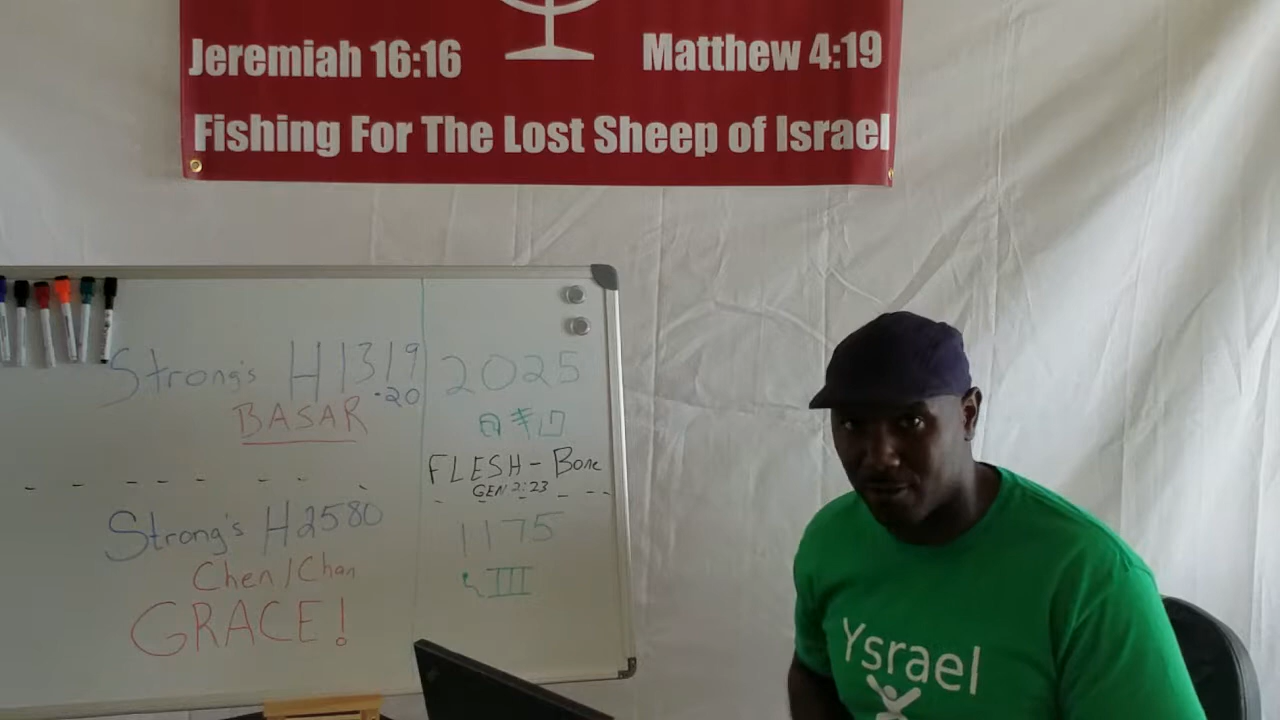 Jeremiah 16:16
Matthew 4:19
Fishing For The Lost Sheep of Israel
Strong's H1319
-20
BASAR
Strong's H2580
Chen/Chan
GRACE!
2025
FLESH - Bone
GEN 2:23
1175
Ysrael